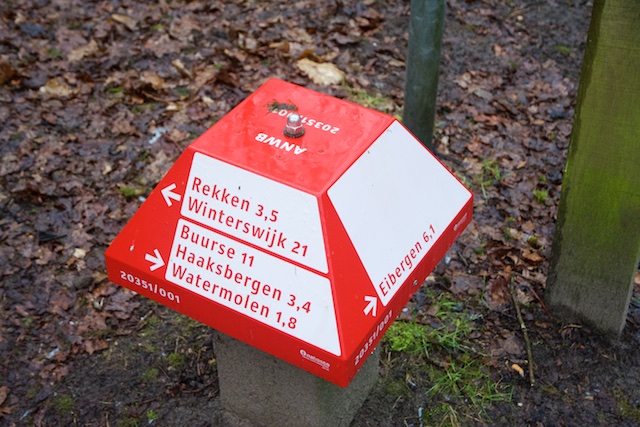 20351/001
ANWB
Rekken 3,5
Winterswijk 21
Buurse 11
Haaksbergen 3,4
Watermolen 1,8
20351/001
Eibergen 6,1
20351/001